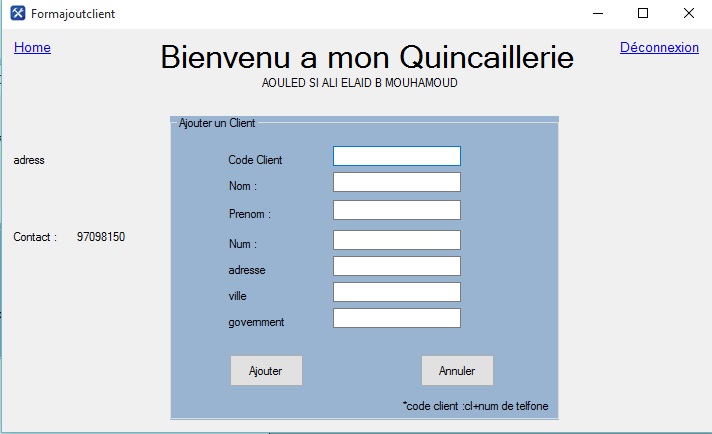 Formajoutclient
Home
Bienvenu a mon Quincaillerie
Déconnexion
AOULED SI ALI ELAID B MOUHAMOUD
Ajouter un Client
adress
Code Client
Nom :
Prenom :
Contact : 97098150
Num :
adresse
ville
government
Ajouter
Annuler
*code client :cl+num de telfone